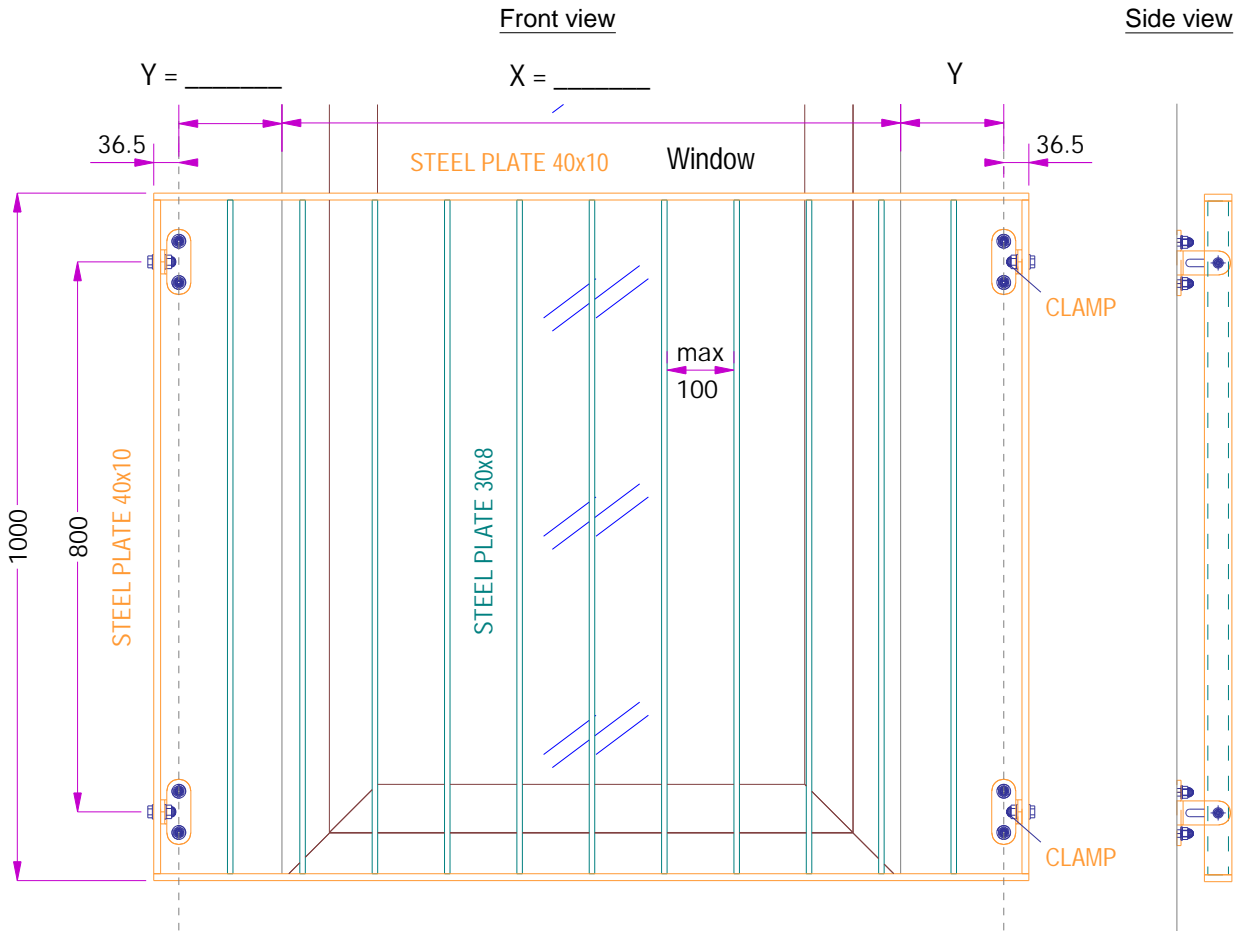 Front view
Side view
Y = _______
X = _______
Y
36.5
STEEL PLATE 40x10
Window
36.5
CLAMP
max
100
STEEL PLATE 40x10
STEEL PLATE 30x8
1000
800
CLAMP